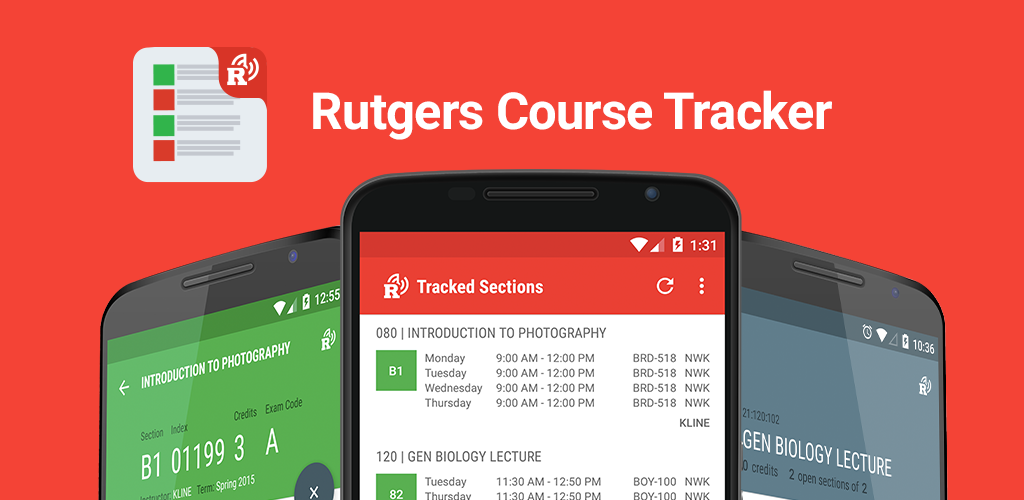 R
Rutgers Course Tracker
12:55
INTRODUCTION TO PHOTOGRAPHY
R
Section Index Credits Exam Code
B1 01199 3 A
Instructor: KLINE Term: Spring 2015
X
1:31
R Tracked Sections
080 | INTRODUCTION TO PHOTOGRAPHY
B1
Monday 9:00 AM - 12:00 PM BRD-518 NWK
Tuesday 9:00 AM - 12:00 PM BRD-518 NWK
Wednesday 9:00 AM - 12:00 PM BRD-518 NWK
Thursday 9:00 AM - 12:00 PM BRD-518 NWK
KLINE
120 | GEN BIOLOGY LECTURE
82
Tuesday 11:30 AM - 12:50 PM BOY-100 NWK
Thursday 11:30 AM - 12:50 PM BOY-100 NWK
10:36
R
21:120:102
GEN BIOLOGY LECTURE
.0 credits 2 open sections of 2